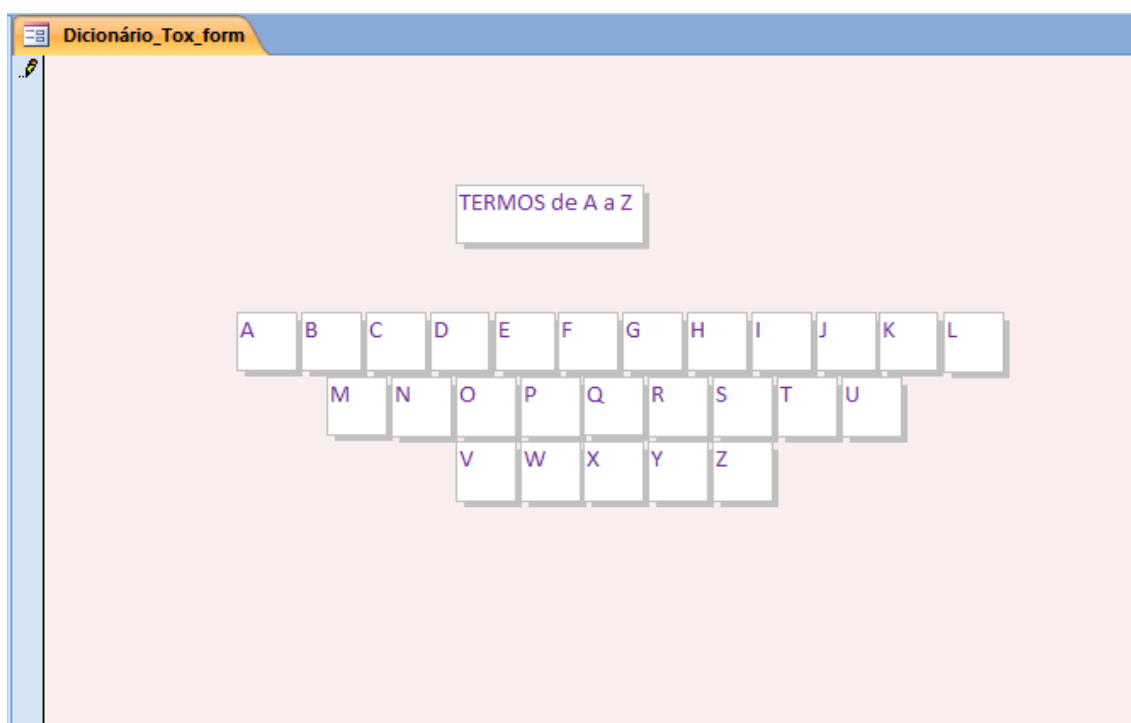 Dicionário_Tox_form
TERMOS de A a Z
A B C D E F G H I J K L
M N O P Q R S T U
V W X Y Z